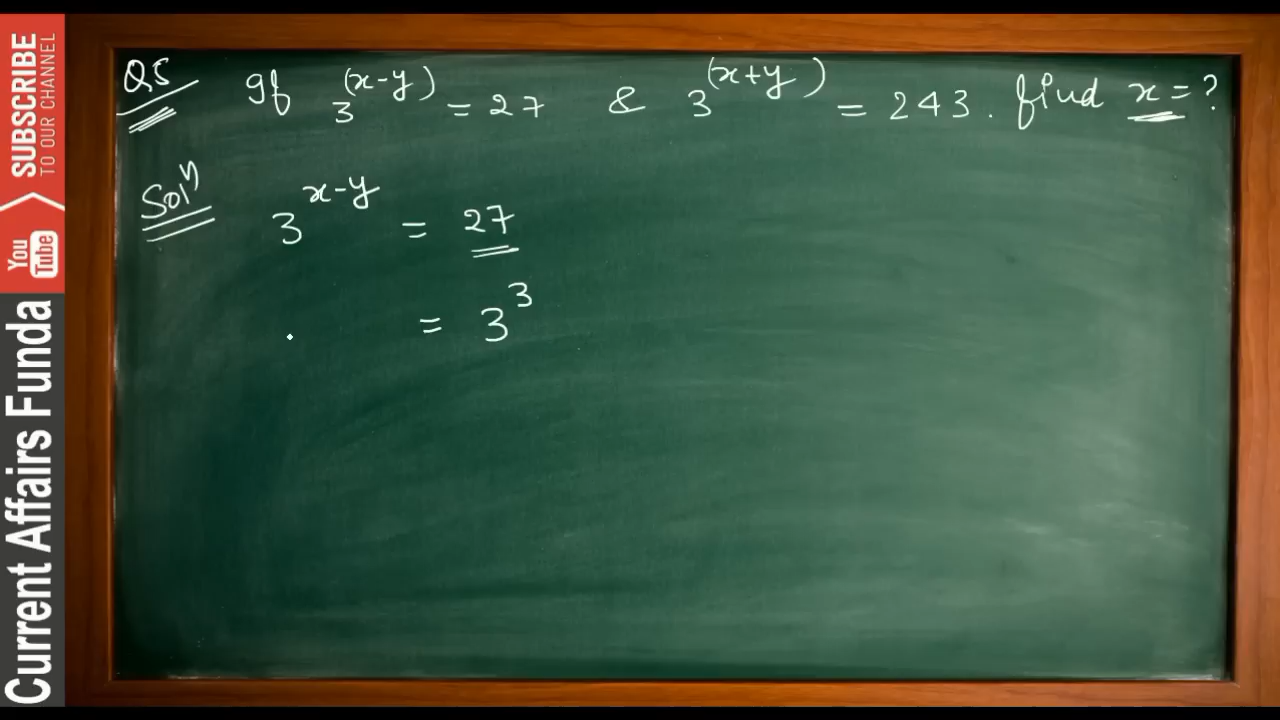 Q5 If 3^(x-y) = 27 & 3^(x+y) = 243. find x = ?
Solⁿ 3^x-y = 27
= 3^3
SUBSCRIBE
TO OUR CHANNEL
You Tube
Current Affairs Funda